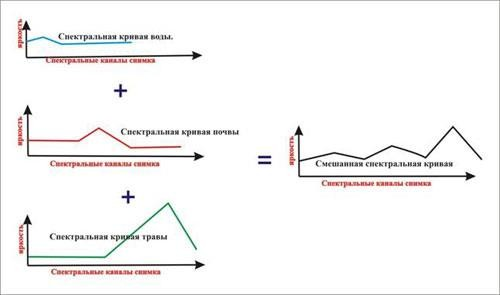 яркость
Спектральная кривая воды.
Спектральные каналы снимка
+
яркость
Спектральная кривая почвы
Спектральные каналы снимка
+
яркость
Спектральная кривая травы
Спектральные каналы снимка
=
яркость
Смешанная спектральная кривая
Спектральные каналы снимка